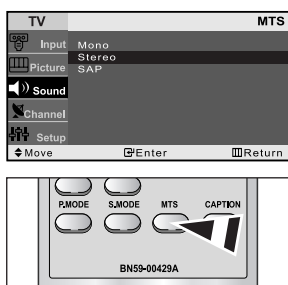 TV MTS
Input Mono
Stereo
Picture SAP
Sound
Channel
Setup
Move Enter Return
P.MODE S.MODE MTS CAPTION
BN59-00429A